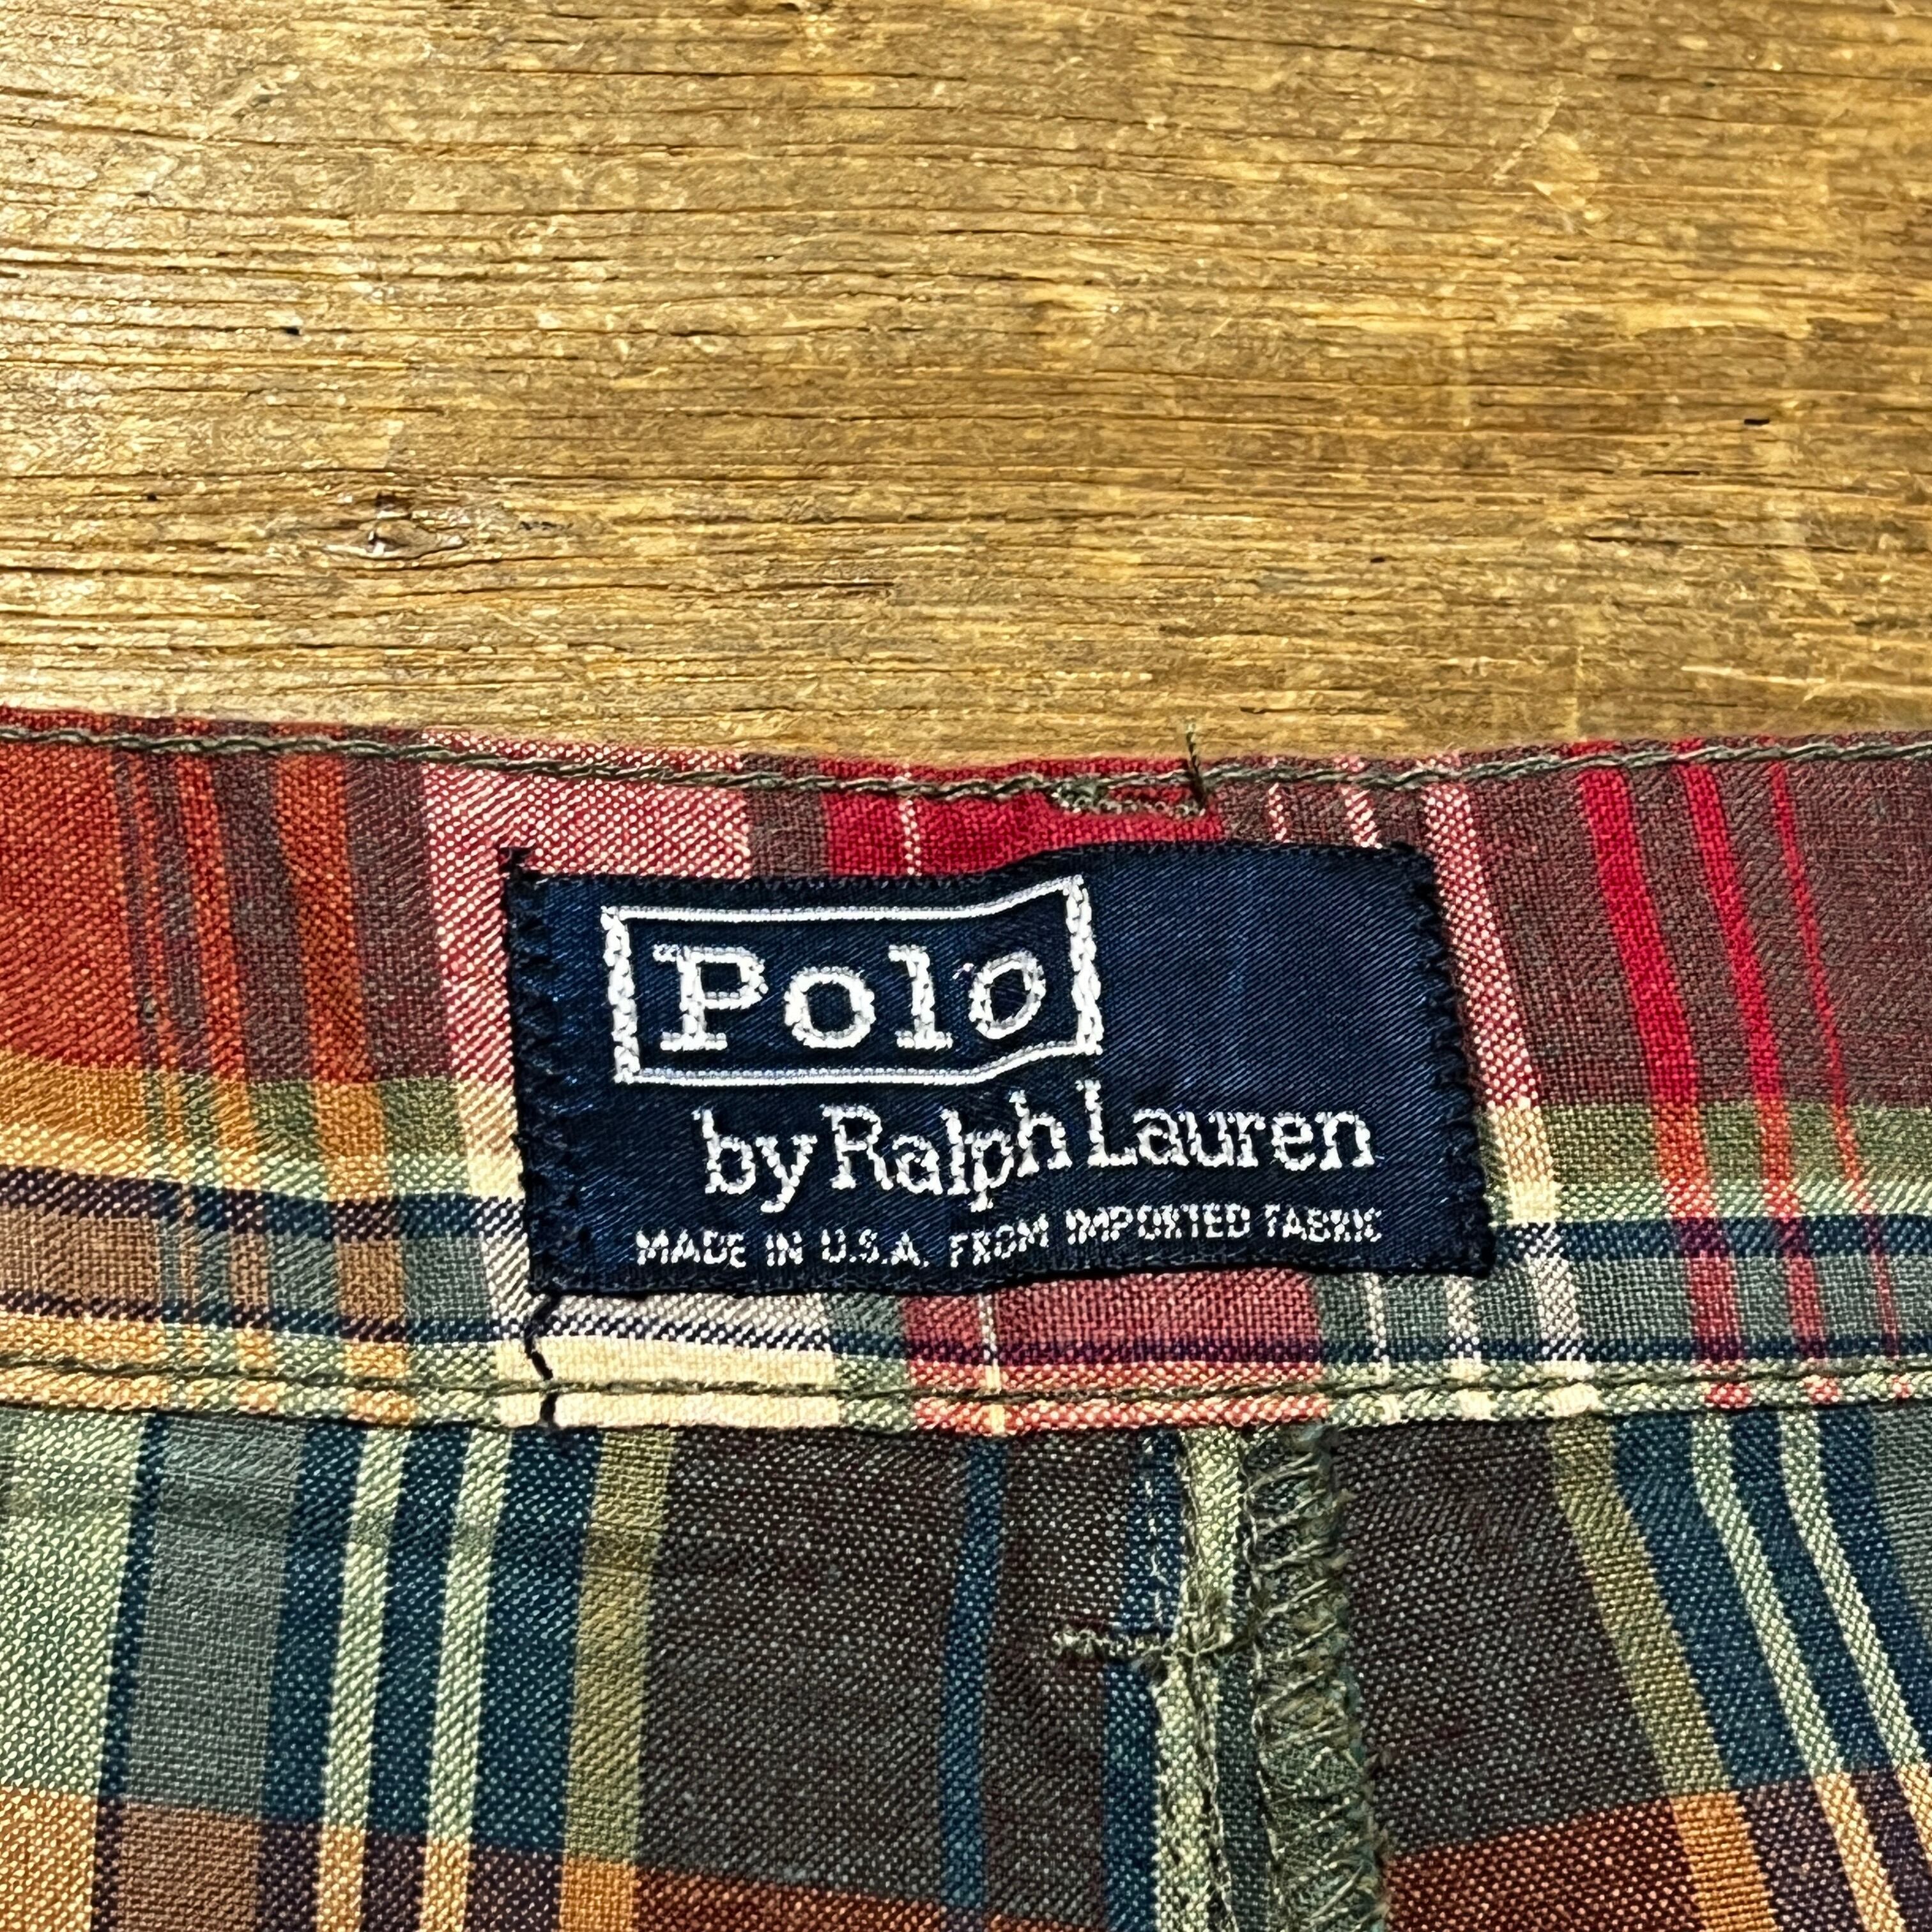 Polo
by Ralph Lauren
MADE IN U.S.A. FROM IMPORTED FABRIC